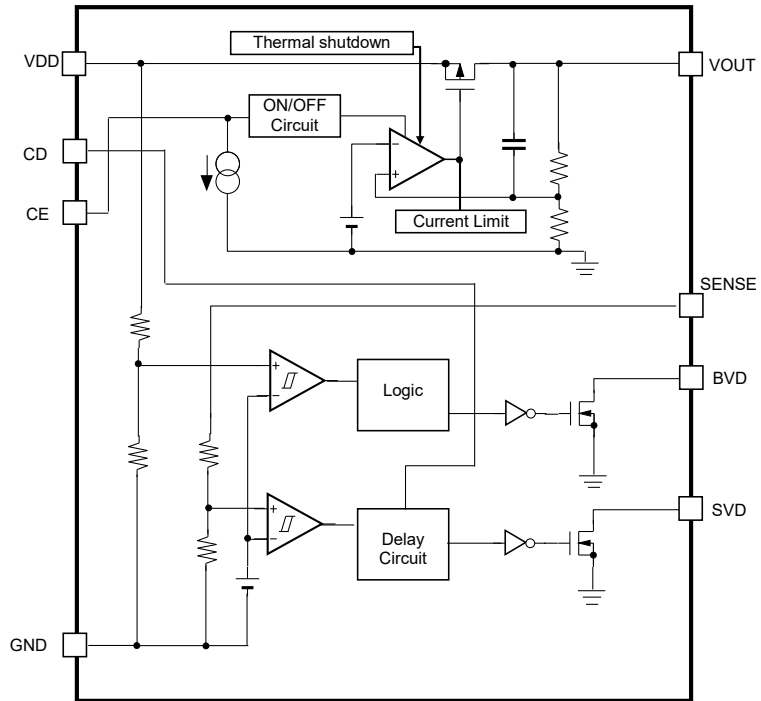 Thermal shutdown
VDD
VOUT
ON/OFF
Circuit
CD
−
+
CE
Current Limit
SENSE
+
−
Logic
BVD
+
−
Delay
Circuit
SVD
GND